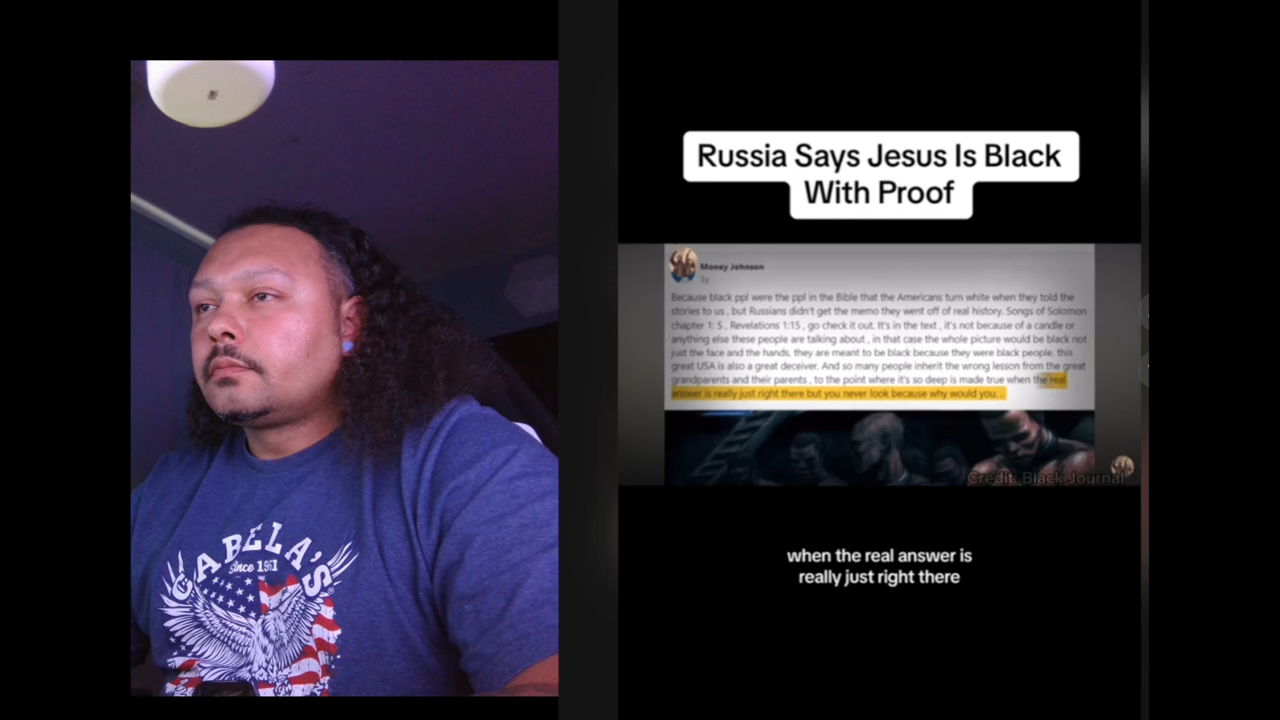 CABELA'S
Since 1961
Russia Says Jesus Is Black
With Proof
Money Johnson
3y
Because black ppl were the ppl in the Bible that the Americans turn white when they told the
stories to us , but Russians didn't get the memo they went off of real history. Songs of Solomon
chapter 1: 5 , Revelations 1:15 , go check it out. It's in the text , it's not because of a candle or
anything else these people are talking about , in that case the whole picture would be black not
just the face and the hands, they are meant to be black because they were black people, this
great USA is also a great deceiver. And so many people inherit the wrong lesson from the great
grandparents and their parents , to the point where it's so deep is made true when the real
answer is really just right there but you never look because why would you. .
Credit: Black Journal
when the real answer is
really just right there